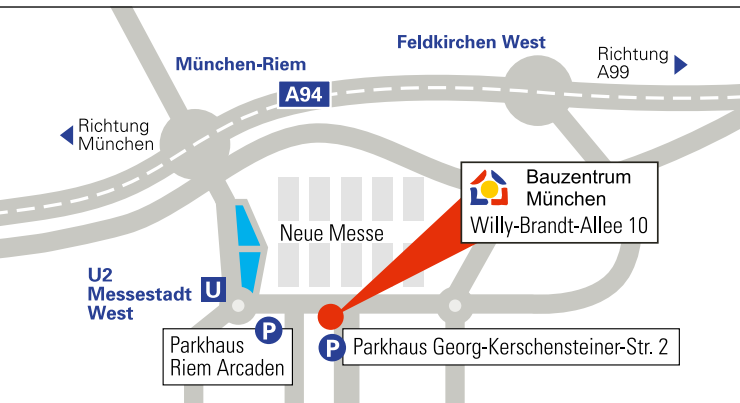 Feldkirchen West
München-Riem
Richtung
A99
A94
Richtung
München
Bauzentrum
München
Willy-Brandt-Allee 10
Neue Messe
U2
Messestadt
West
U
P
Parkhaus
Riem Arcaden
P
Parkhaus Georg-Kerschensteiner-Str. 2